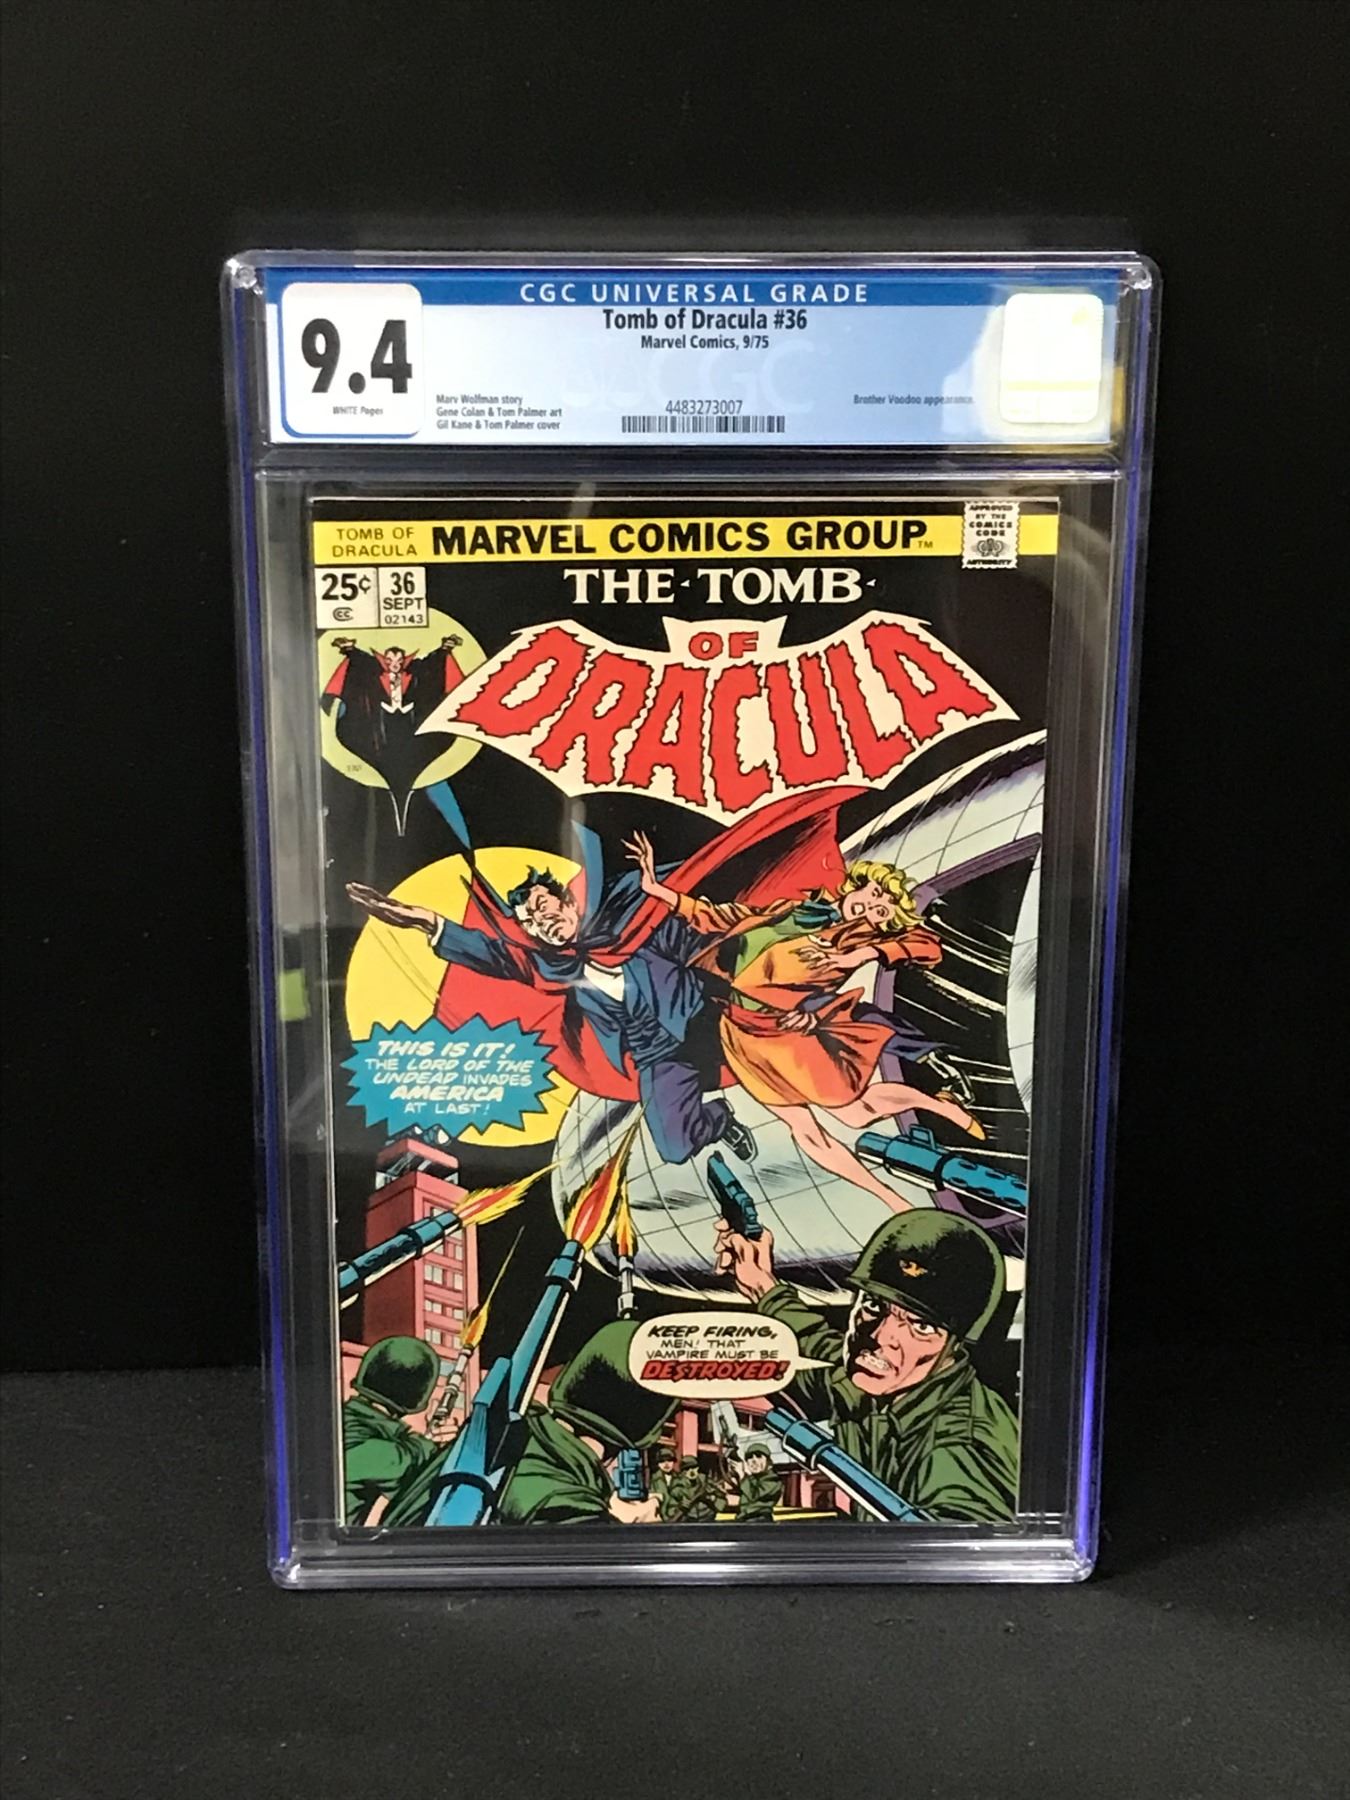 CGC UNIVERSAL GRADE
9.4
WHITE Pages
Tomb of Dracula #36
Marvel Comics, 9/75
Marv Wolfman story
Gene Colan & Tom Palmer art
Gil Kane & Tom Palmer cover
4483273007
Brother Voodoo appearance.
TOMB OF
DRACULA
MARVEL COMICS GROUP™
APPROVED
BY THE
COMICS
CODE
AUTHORITY
25¢
CC
36
SEPT
02143
THE TOMB
OF
DRACULA
THIS IS IT!
THE LORD OF THE
UNDEAD INVADES
AMERICA
AT LAST!
KEEP FIRING,
MEN! THAT
VAMPIRE MUST BE
DESTROYED!